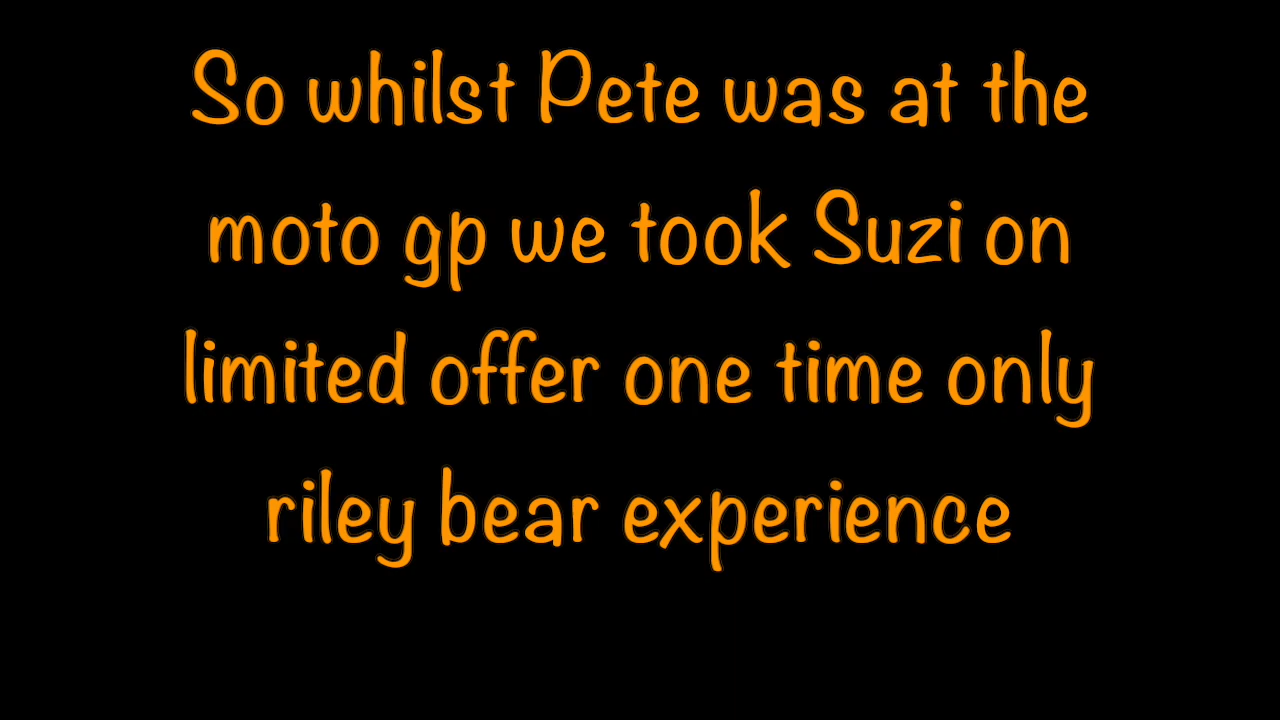 So whilst Pete was at the
moto gp we took Suzi on
limited offer one time only
riley bear experience